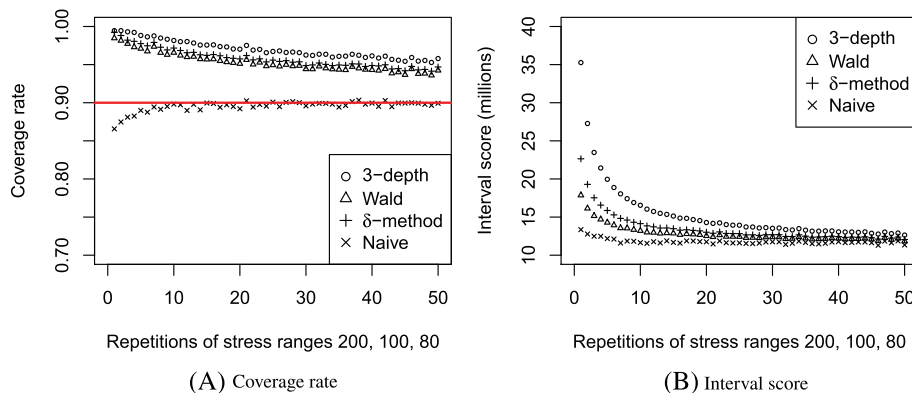 Coverage rate
1.00
0.90
0.80
0.70
3−depth
Wald
δ−method
Naive
0 10 20 30 40 50
Repetitions of stress ranges 200, 100, 80
(A) Coverage rate
Interval score (millions)
40
35
30
25
20
15
10
3−depth
Wald
δ−method
Naive
0 10 20 30 40 50
Repetitions of stress ranges 200, 100, 80
(B) Interval score